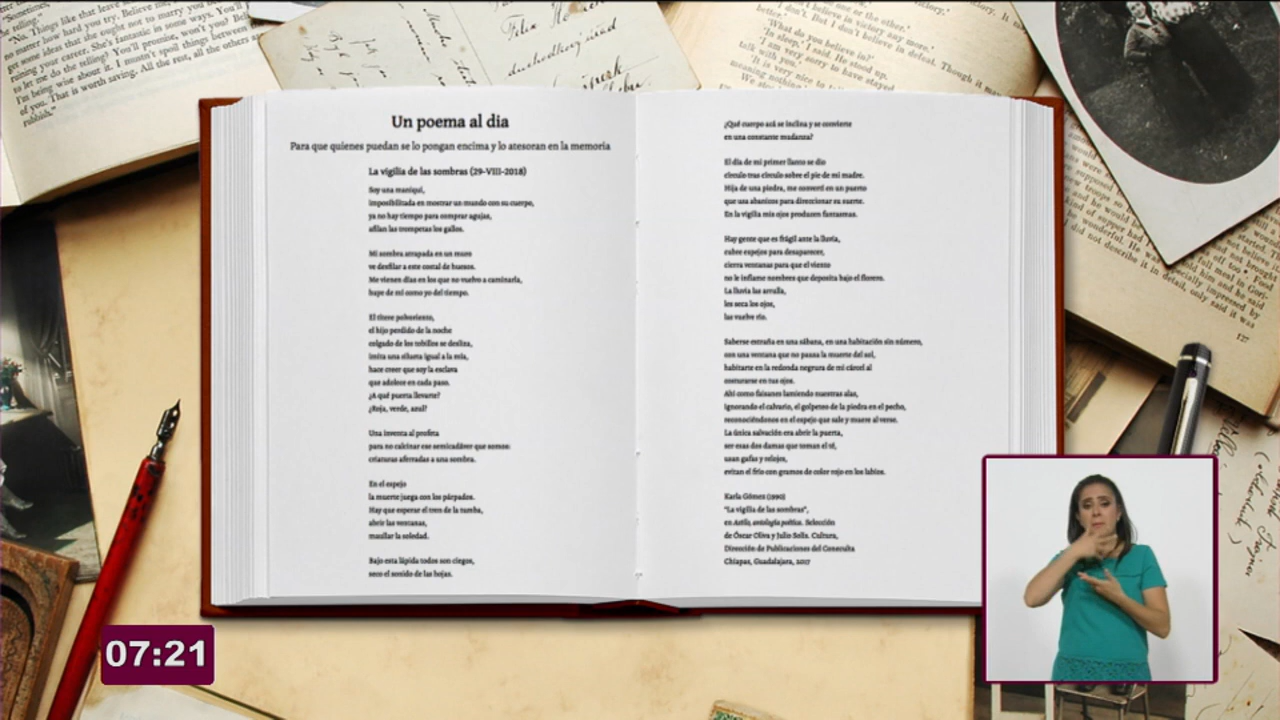 Un poema al dia
Para que quienes puedan se lo pongan encima y lo atesoran en la memoria
La vigilia de las sombras (29-VIII-2018)
Soy una maniquí,
imposibilitada en mostrar un mundo con su cuerpo,
ya no hay tiempo para comprar agujas,
afilan las trompetas los gallos.
Mi sombra atrapada en un muro
ve desfilar a este costal de huesos.
Me vienen días en los que no vuelvo a caminarla,
huye de mí como yo del tiempo.
El títere polvoriento,
el hijo perdido de la noche
colgado de los tobillos se desliza,
imita una silueta igual a la mía,
hace creer que soy la esclava
que adolece en cada paso.
¿A qué puerta llevarte?
¿Roja, verde, azul?
Una inventa al profeta
para no calcinar ese semicadáver que somos:
criaturas aferradas a una sombra.
En el espejo
la muerte juega con los párpados.
Hay que esperar el tren de la tumba,
abrir las ventanas,
maullar la soledad.
Bajo esta lápida todos son ciegos,
seco el sonido de las hojas.
¿Qué cuerpo acá se inclina y se convierte
en una constante mudanza?
El día de mi primer llanto se dio
círculo tras círculo sobre el pie de mi madre.
Hija de una piedra, me convertí en un puerto
que usa abanicos para direccionar su suerte.
En la vigilia mis ojos producen fantasmas.
Hay gente que es frágil ante la lluvia,
cubre espejos para desaparecer,
cierra ventanas para que el viento
no le inflame nombres que deposita bajo el florero.
La lluvia las arrulla,
les seca los ojos,
las vuelve río.
Saberse extraña en una sábana, en una habitación sin número,
con una ventana que no pausa la muerte del sol,
habitarte en la redonda negrura de mi cárcel al
costurarse en tus ojos.
Ahí como faisanes lamiendo nuestras alas,
ignorando el calvario, el golpeteo de la piedra en el pecho,
reconociéndonos en el espejo que sale y muere al verse.
La única salvación era abrir la puerta,
ser esas dos damas que toman el té,
usan gafas y relojes,
evitan el frío con gramos de color rojo en los labios.
Karla Gómez (1990)
"La vigilia de las sombras",
en Astilo, antología poética. Selección
de Óscar Oliva y Julio Solís. Cultura,
Dirección de Publicaciones del Coneculta
Chiapas, Guadalajara, 2017
07:21